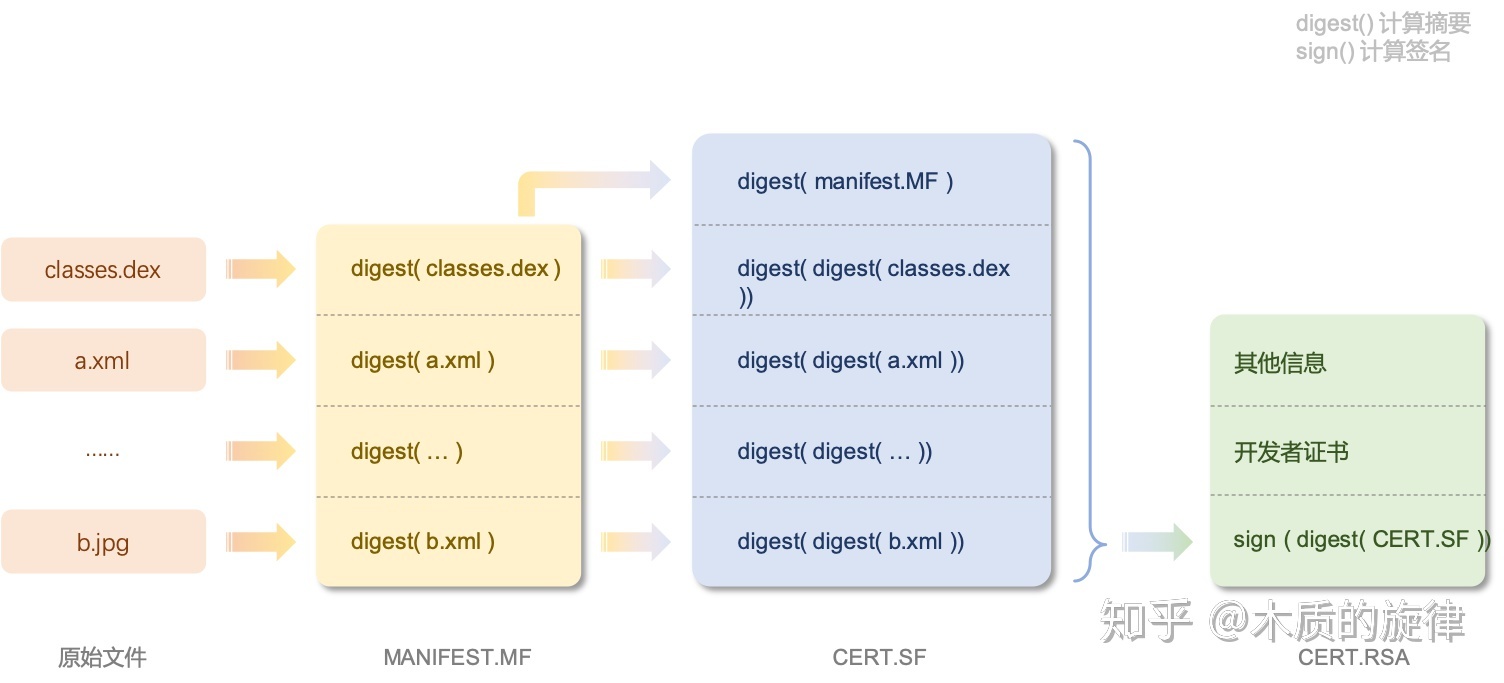 digest() 计算摘要
sign() 计算签名
digest( manifest.MF )
classes.dex
digest( classes.dex )
digest( digest( classes.dex
))
a.xml
digest( a.xml )
digest( digest( a.xml ))
其他信息
......
digest( ... )
digest( digest( ... ))
开发者证书
b.jpg
digest( b.xml )
digest( digest( b.xml ))
sign ( digest( CERT.SF ))
知乎 @木质的旋律
原始文件
MANIFEST.MF
CERT.SF
CERT.RSA